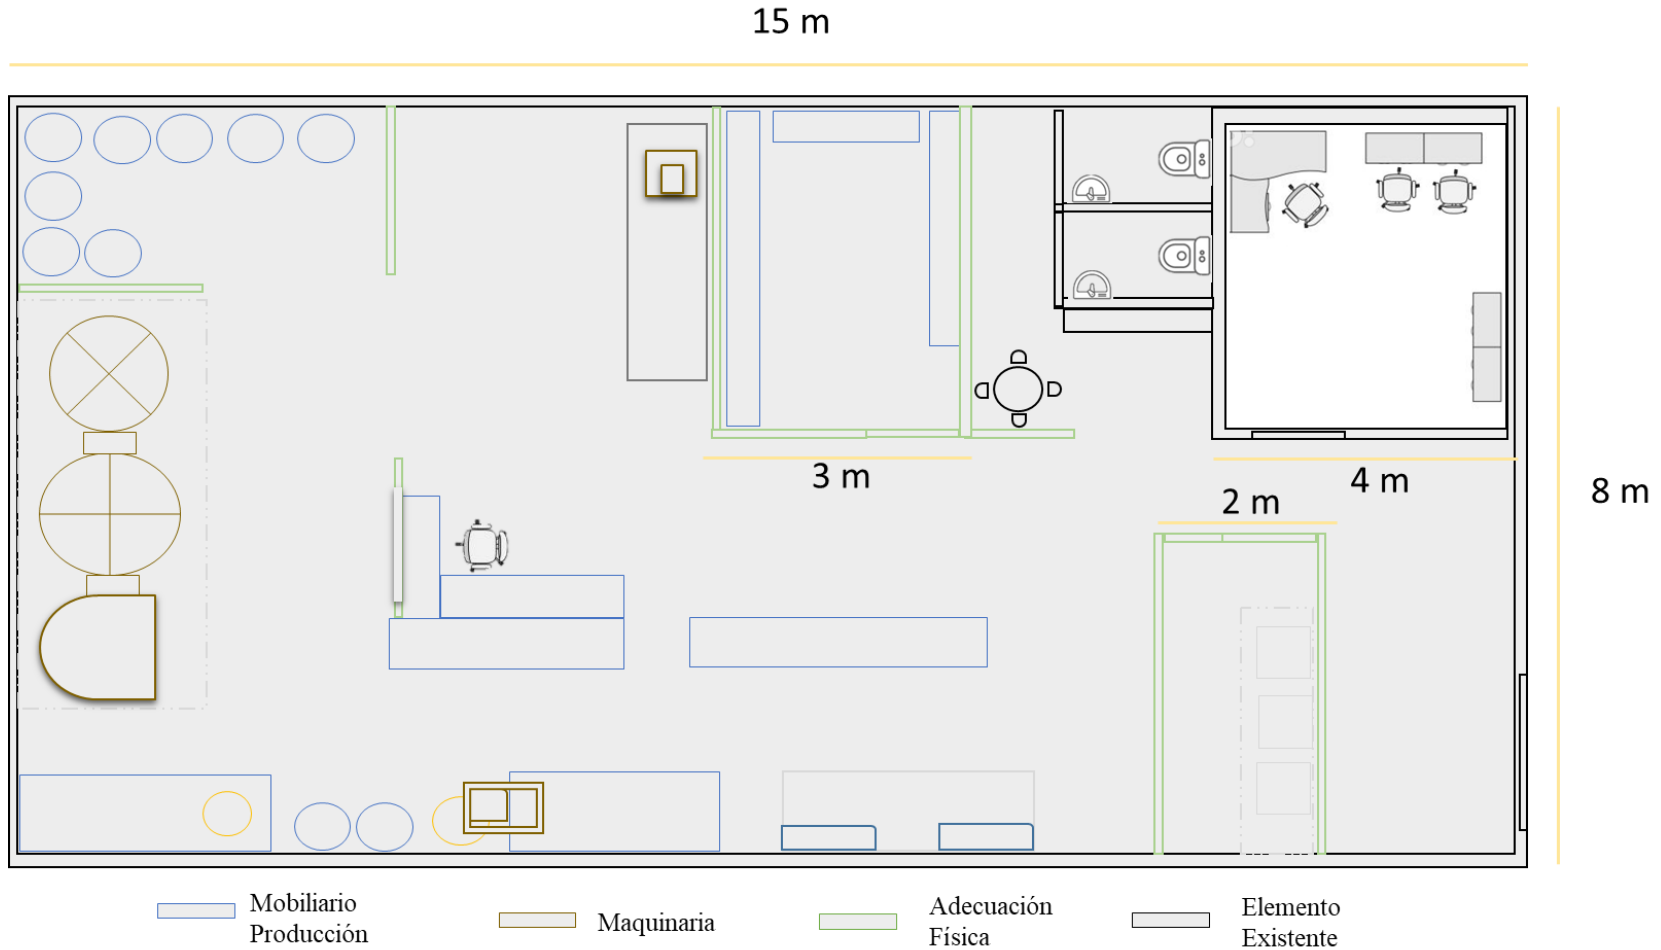 15 m
3 m
4 m
2 m
8 m
Mobiliario
Producción
Maquinaria
Adecuación
Física
Elemento
Existente